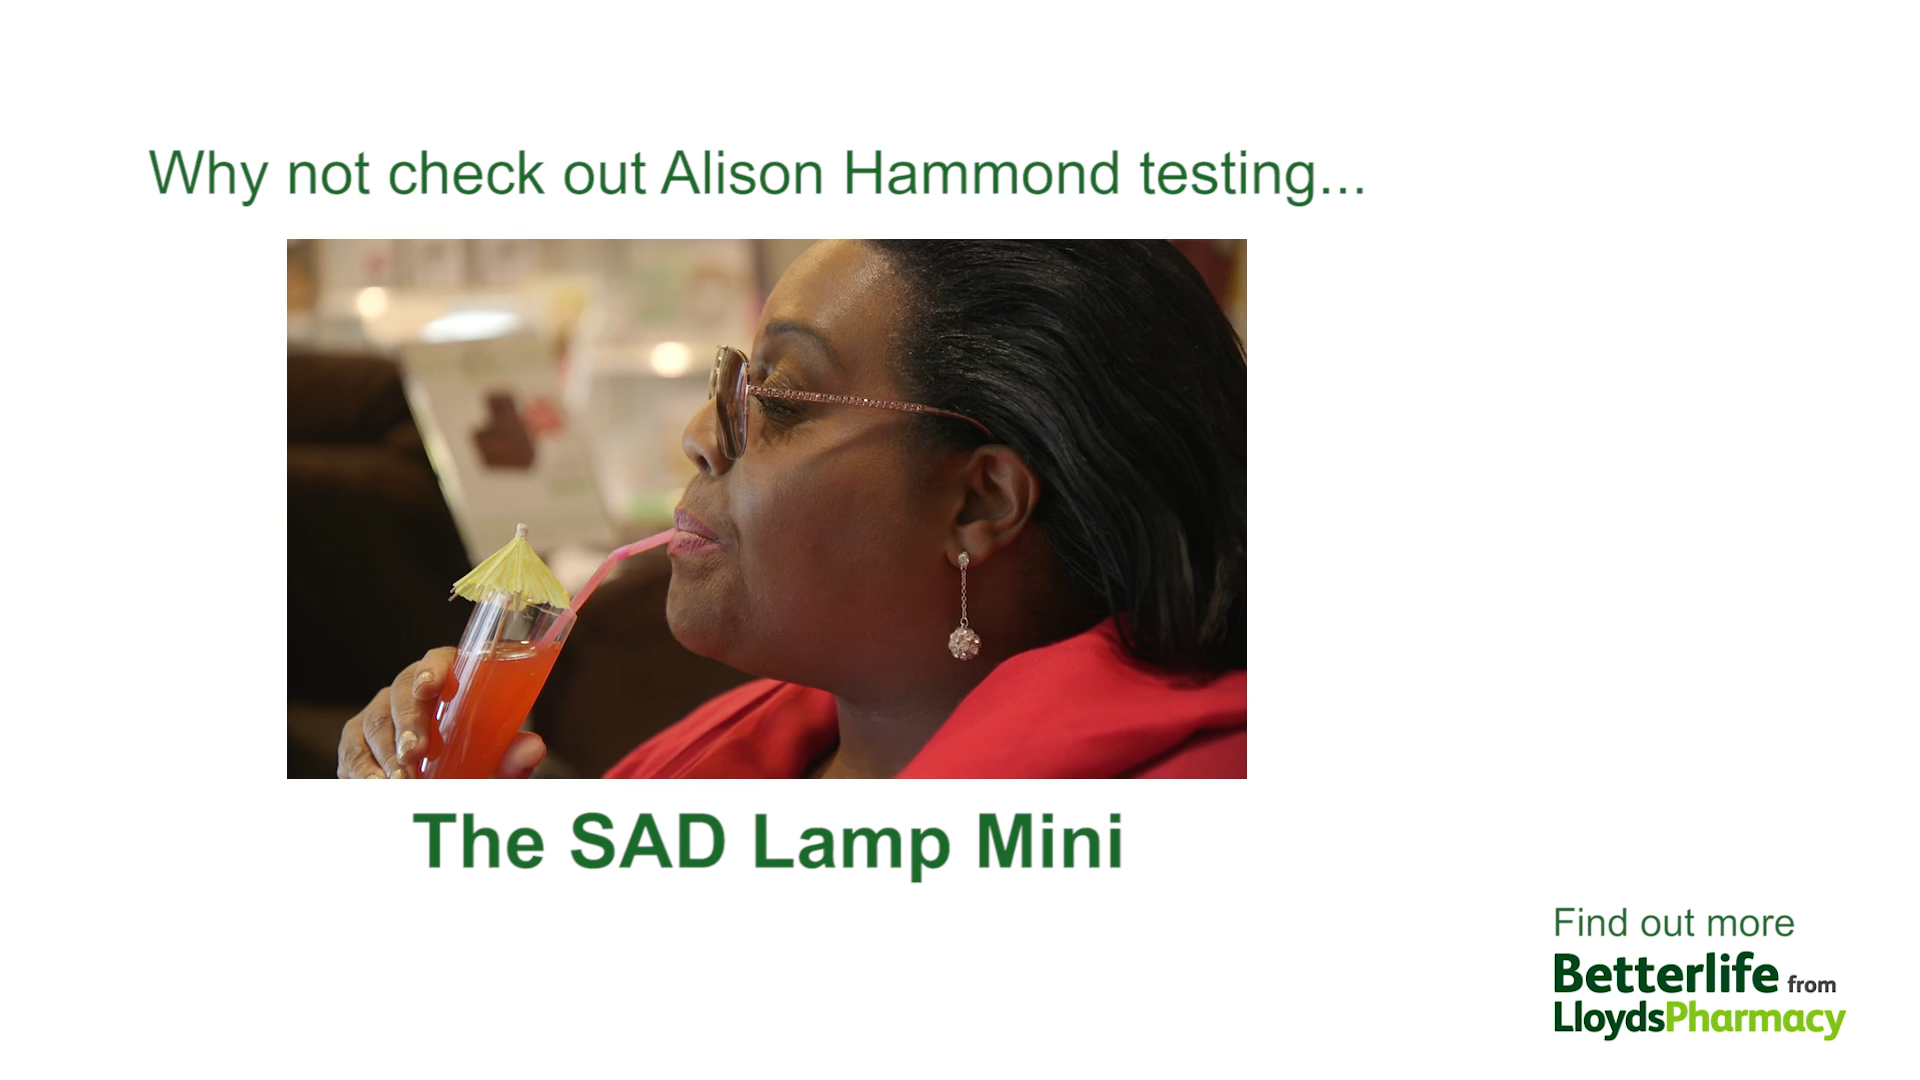 Why not check out Alison Hammond testing...
The SAD Lamp Mini
Find out more
Betterlife from
LloydsPharmacy